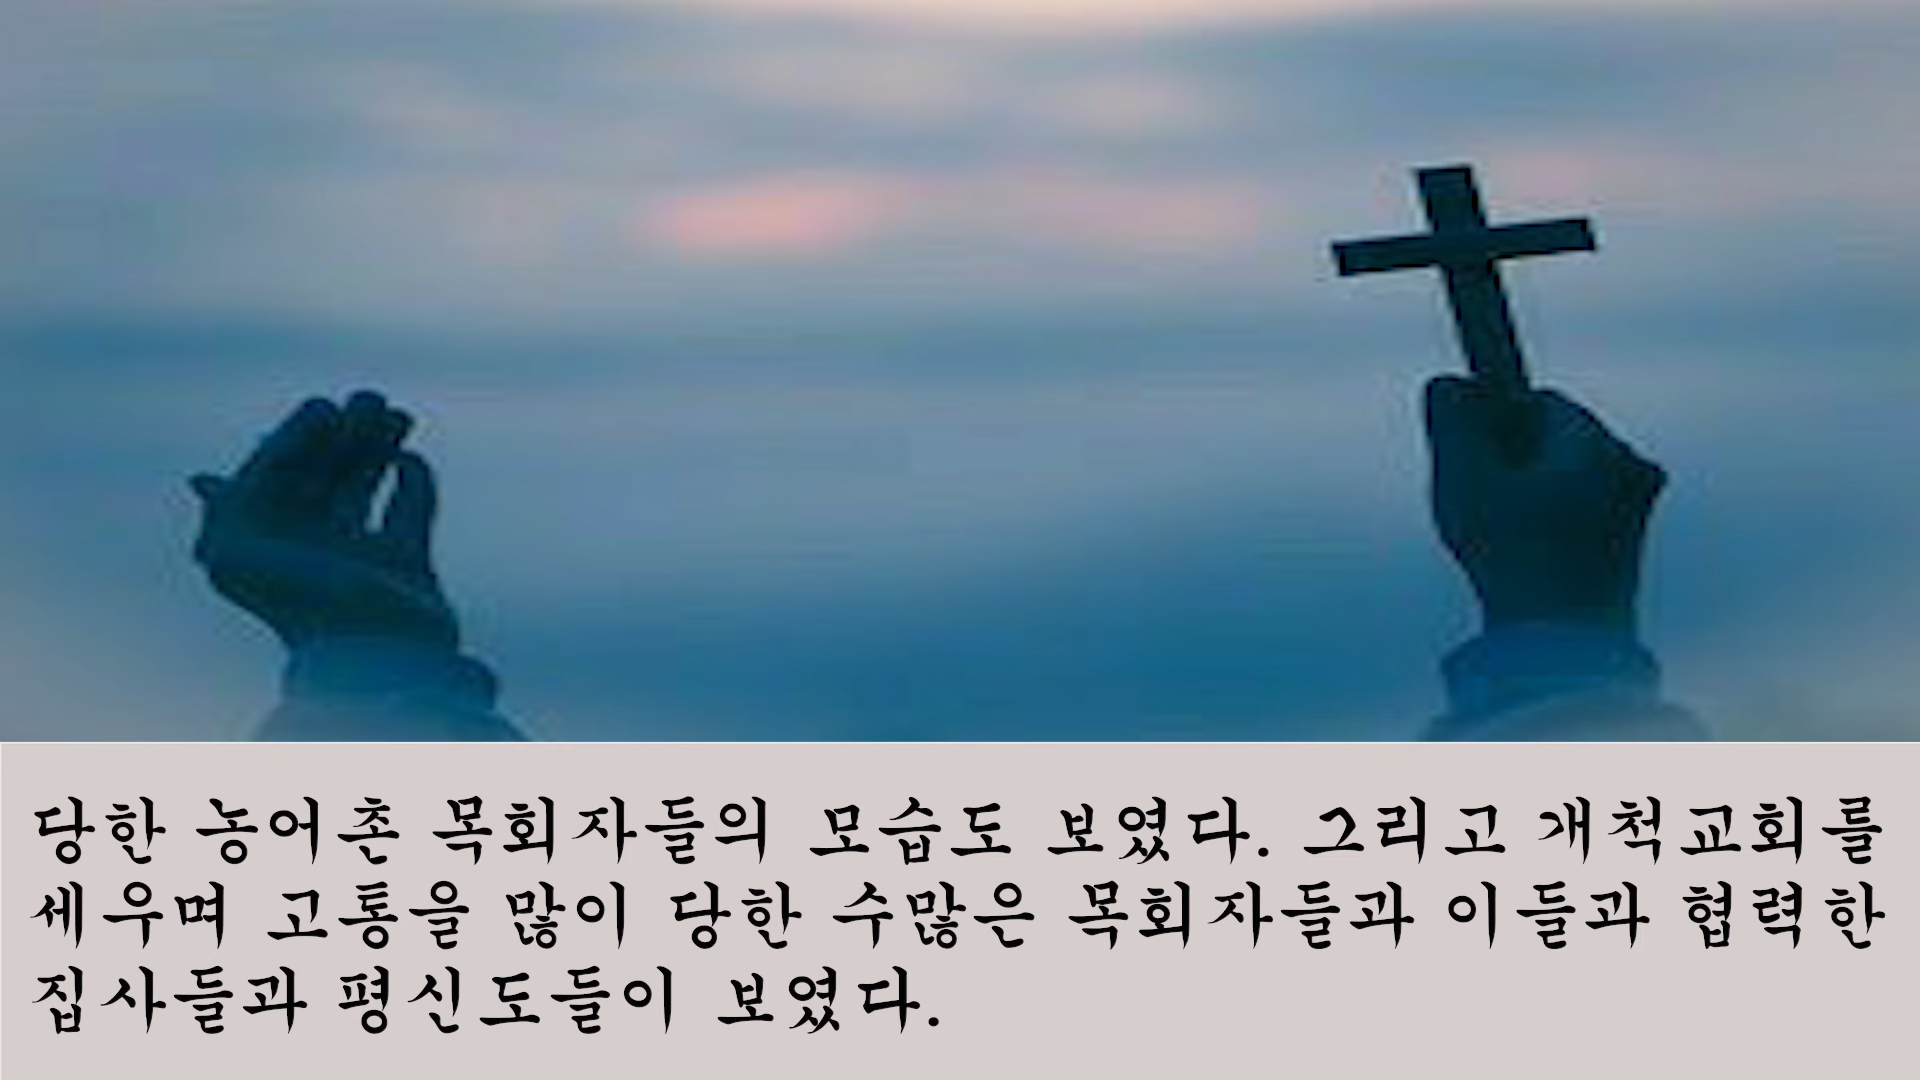 당한 농어촌 목회자들의 모습도 보였다. 그리고 개척교회를
세우며 고통을 많이 당한 수많은 목회자들과 이들과 협력한
집사들과 평신도들이 보였다.